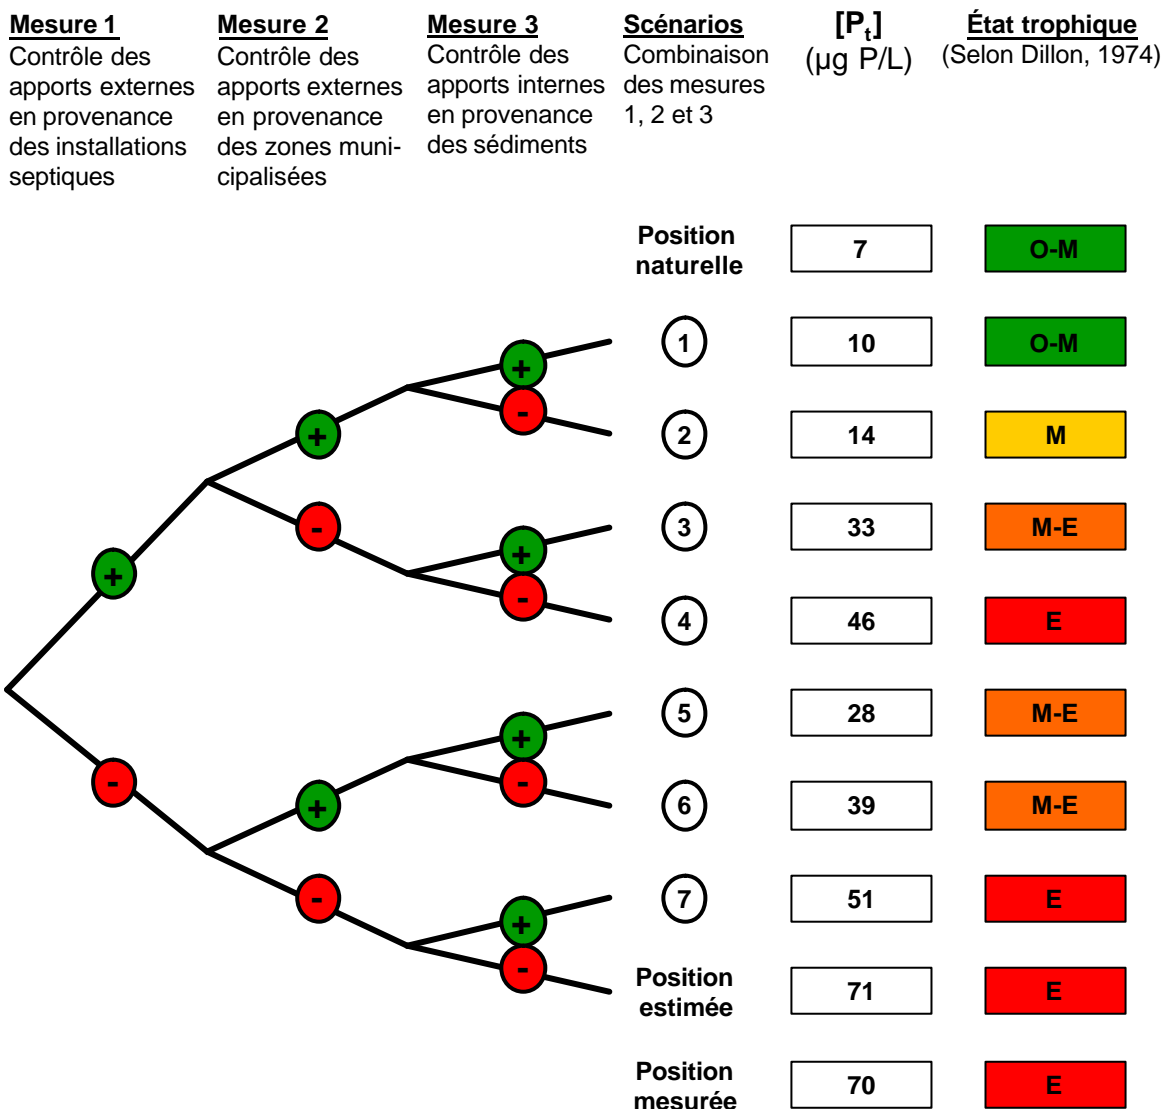 Mesure 1
Contrôle des
apports externes
en provenance
des installations
septiques
Mesure 2
Contrôle des
apports externes
en provenance
des zones muni-
cipalisées
Mesure 3
Contrôle des
apports internes
en provenance
des sédiments
Scénarios
Combinaison
des mesures
1, 2 et 3
[Pt]
(µg P/L)
État trophique
(Selon Dillon, 1974)
Position
naturelle
7
O-M
+
1
10
O-M
-
+
2
14
M
-
+
3
33
M-E
+
-
4
46
E
+
5
28
M-E
-
-
+
6
39
M-E
-
+
7
51
E
-
Position
estimée
71
E
Position
mesurée
70
E